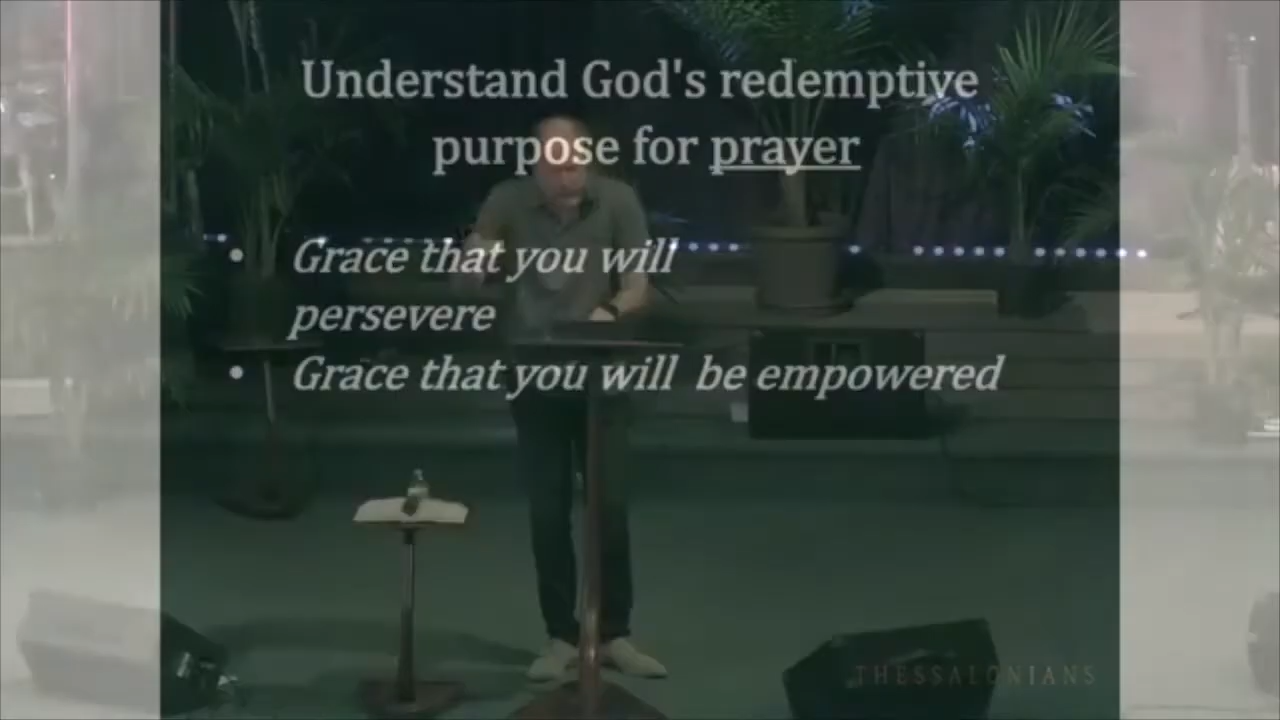 Understand God's redemptive
purpose for prayer
• Grace that you will
persevere
• Grace that you will be empowered
THESSALONIANS